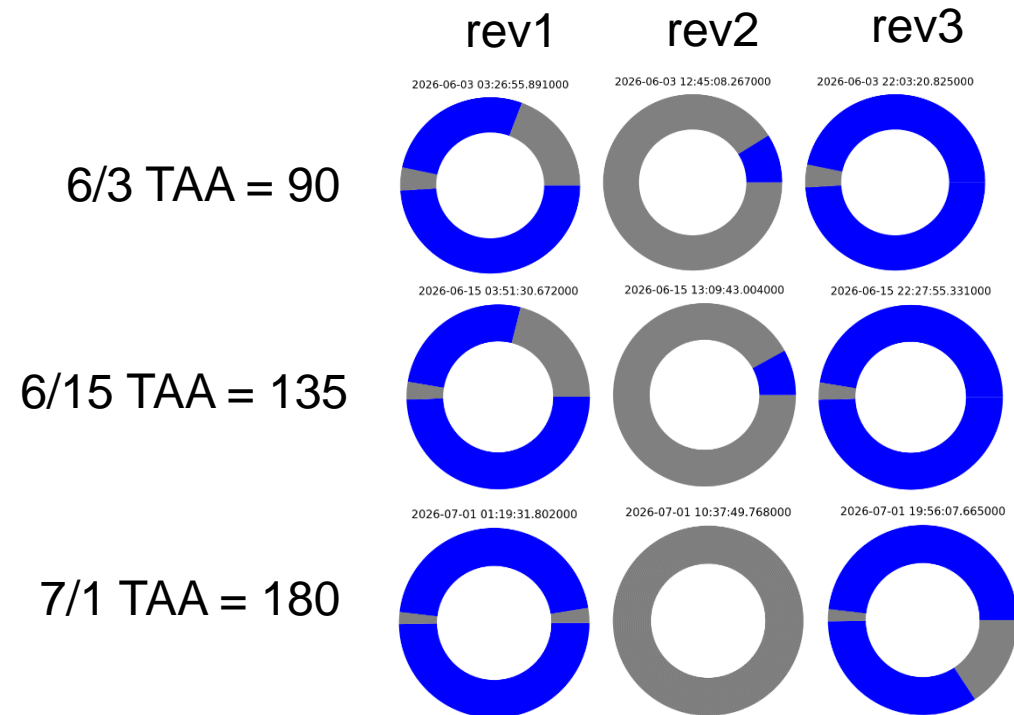 rev1 rev2 rev3
2026-06-03 03:26:55.891000 2026-06-03 12:45:08.267000 2026-06-03 22:03:20.825000
6/3 TAA = 90
2026-06-15 03:51:30.672000 2026-06-15 13:09:43.004000 2026-06-15 22:27:55.331000
6/15 TAA = 135
2026-07-01 01:19:31.802000 2026-07-01 10:37:49.768000 2026-07-01 19:56:07.665000
7/1 TAA = 180